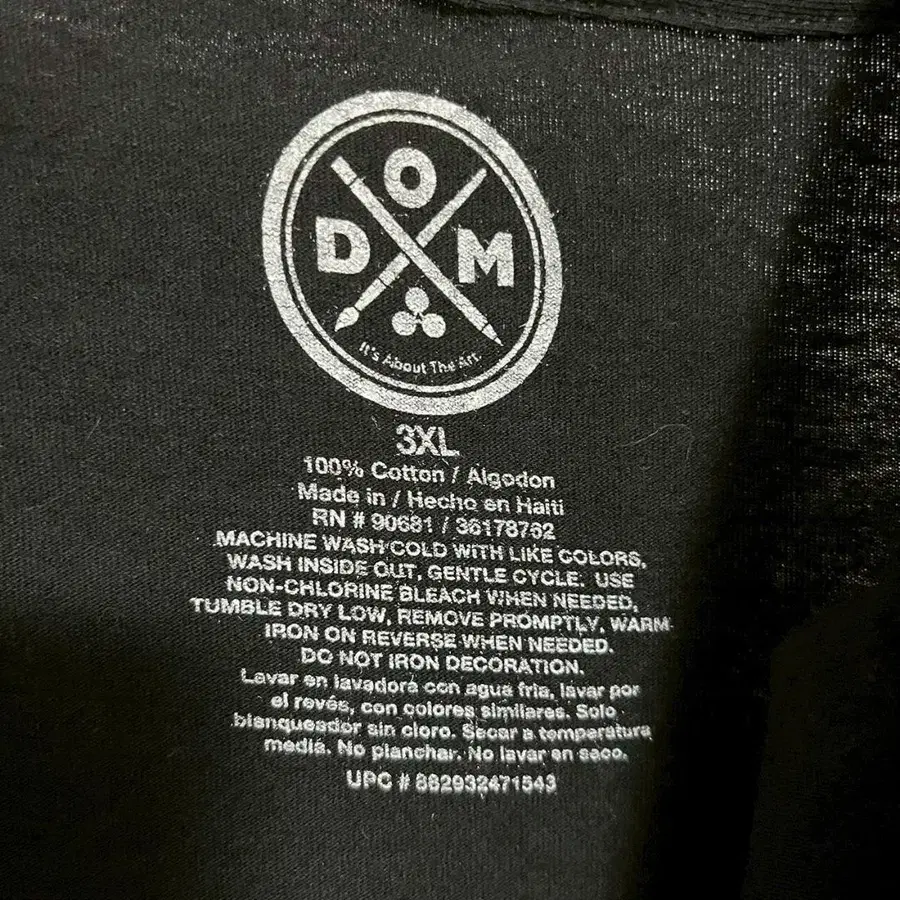 O
D M
It's About The Art.
3XL
100% Cotton / Algodon
Made in / Hecho en Haiti
RN # 90681 / 36178762
MACHINE WASH COLD WITH LIKE COLORS,
WASH INSIDE OUT, GENTLE CYCLE. USE
NON-CHLORINE BLEACH WHEN NEEDED,
TUMBLE DRY LOW, REMOVE PROMPTLY, WARM
IRON ON REVERSE WHEN NEEDED.
DO NOT IRON DECORATION.
Lavar en lavadora con agua fria, lavar por
el revés, con colores similares. Solo
blanqueador sin cloro. Secar a temperatura
media. No planchar. No lavar en seco.
UPC # 882932471543